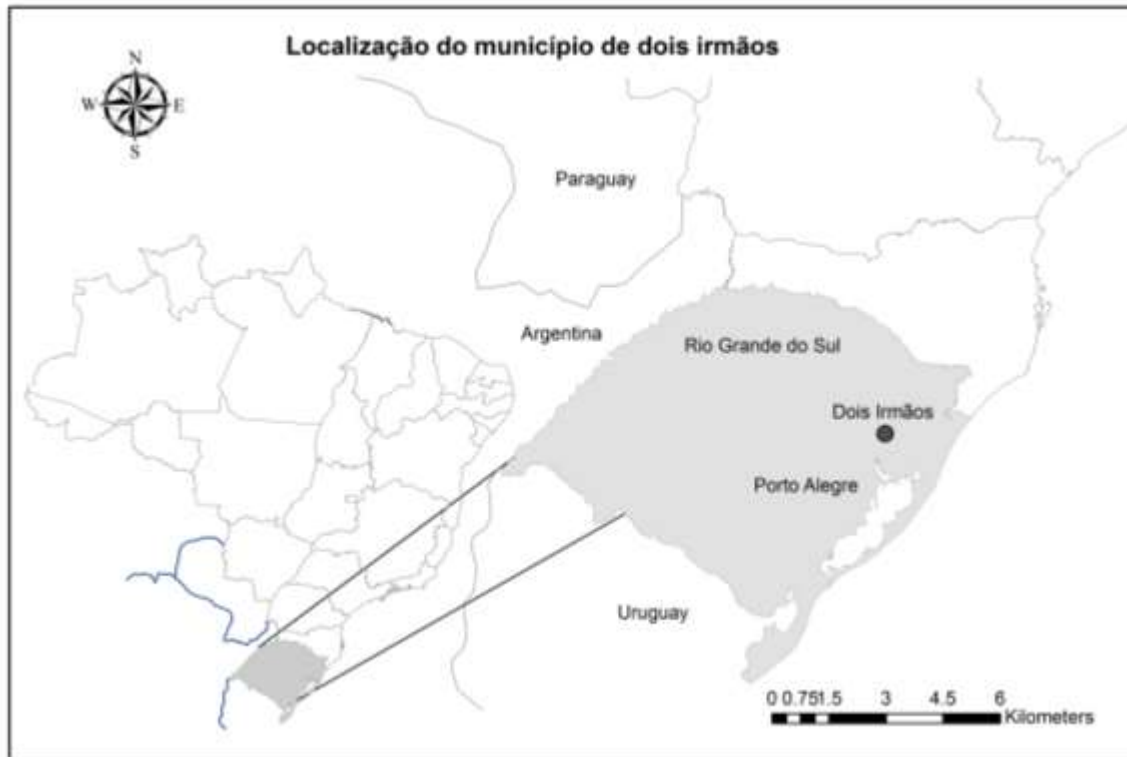 Localização do município de dois irmãos
N
W E
S
Paraguay
Argentina
Rio Grande do Sul
Dois Irmãos
Porto Alegre
Uruguay
0 0.751.5 3 4.5 6
Kilometers